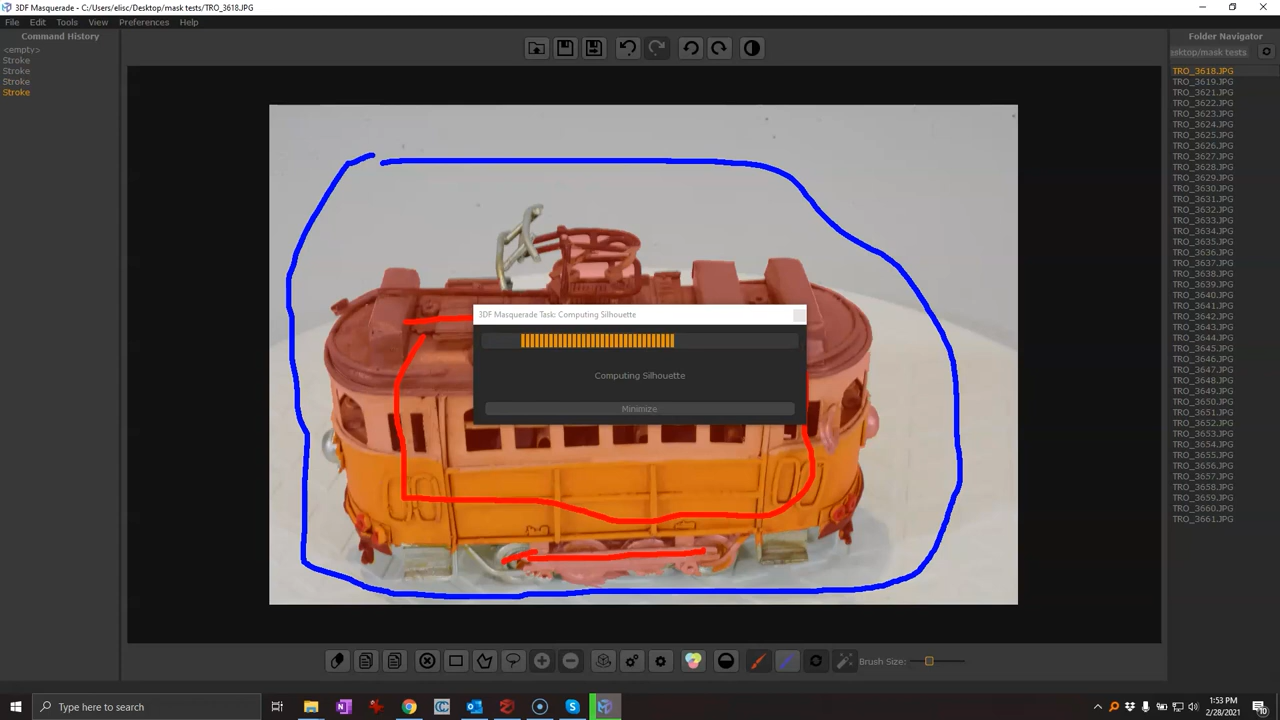 3DF Masquerade - C:/Users/elisc/Desktop/mask tests/TRO_3618.JPG
File Edit Tools View Preferences Help
Command History
<empty>
Stroke
Stroke
Stroke
Stroke
Folder Navigator
esktop/mask tests
TRO_3618.JPG
TRO_3619.JPG
TRO_3621.JPG
TRO_3622.JPG
TRO_3623.JPG
TRO_3624.JPG
TRO_3625.JPG
TRO_3626.JPG
TRO_3627.JPG
TRO_3628.JPG
TRO_3629.JPG
TRO_3630.JPG
TRO_3631.JPG
TRO_3632.JPG
TRO_3633.JPG
TRO_3634.JPG
TRO_3635.JPG
TRO_3636.JPG
TRO_3637.JPG
TRO_3638.JPG
TRO_3639.JPG
TRO_3640.JPG
TRO_3641.JPG
TRO_3642.JPG
TRO_3643.JPG
TRO_3644.JPG
TRO_3645.JPG
TRO_3646.JPG
TRO_3647.JPG
TRO_3648.JPG
TRO_3649.JPG
TRO_3650.JPG
TRO_3651.JPG
TRO_3652.JPG
TRO_3653.JPG
TRO_3654.JPG
TRO_3655.JPG
TRO_3656.JPG
TRO_3657.JPG
TRO_3658.JPG
TRO_3659.JPG
TRO_3660.JPG
TRO_3661.JPG
3DF Masquerade Task: Computing Silhouette
Computing Silhouette
Minimize
Brush Size:
Type here to search
1:53 PM
2/28/2021